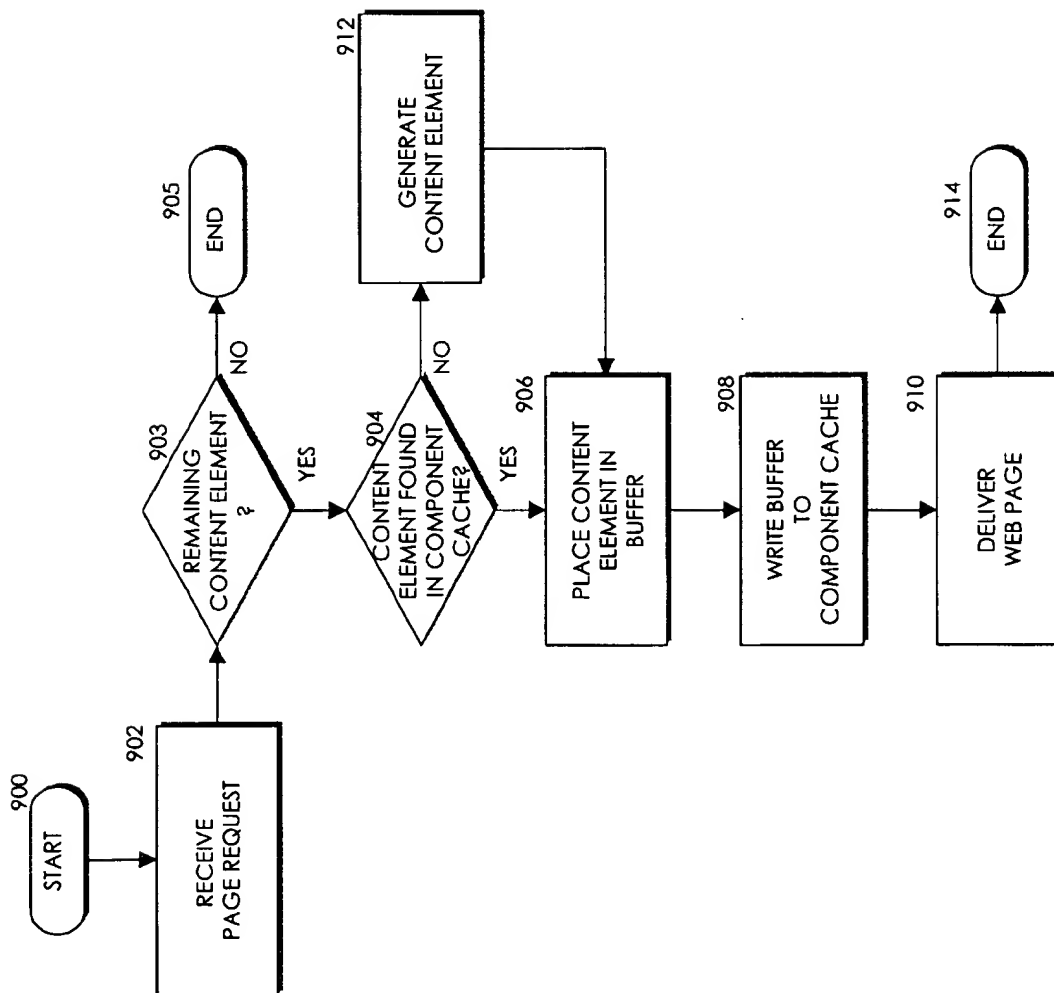 900
START
902
RECEIVE
PAGE REQUEST
903
REMAINING
CONTENT ELEMENT
?
NO
905
END
YES
904
CONTENT
ELEMENT FOUND
IN COMPONENT
CACHE?
NO
912
GENERATE
CONTENT ELEMENT
YES
906
PLACE CONTENT
ELEMENT IN
BUFFER
908
WRITE BUFFER
TO
COMPONENT CACHE
910
DELIVER
WEB PAGE
914
END